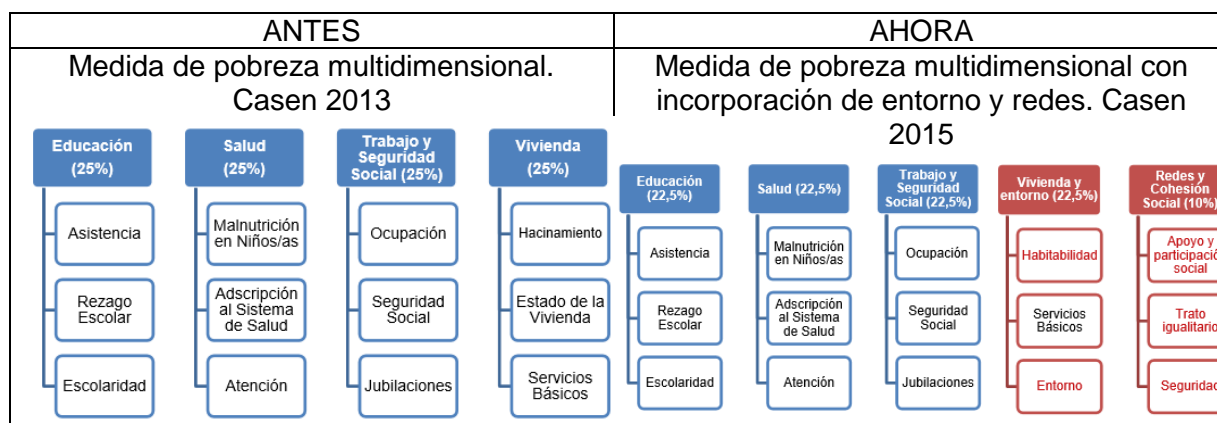 ANTES
Medida de pobreza multidimensional.
Casen 2013
Educación
(25%)
Asistencia
Rezago
Escolar
Escolaridad
Salud
(25%)
Malnutrición
en Niños/as
Adscripción
al Sistema
de Salud
Atención
Trabajo y
Seguridad
Social (25%)
Ocupación
Seguridad
Social
Jubilaciones
Vivienda
(25%)
Hacinamiento
Estado de la
Vivienda
Servicios
Básicos
AHORA
Medida de pobreza multidimensional con
incorporación de entorno y redes. Casen
2015
Educación
(22,5%)
Asistencia
Rezago
Escolar
Escolaridad
Salud (22,5%)
Malnutrición
en Niños/as
Adscripción
al Sistema
de Salud
Atención
Trabajo y
Seguridad
Social (22,5%)
Ocupación
Seguridad
Social
Jubilaciones
Vivienda y
entorno (22,5%)
Habitabilidad
Servicios
Básicos
Entorno
Redes y
Cohesión
Social (10%)
Apoyo y
participació
social
Trato
igualitario
Seguridad